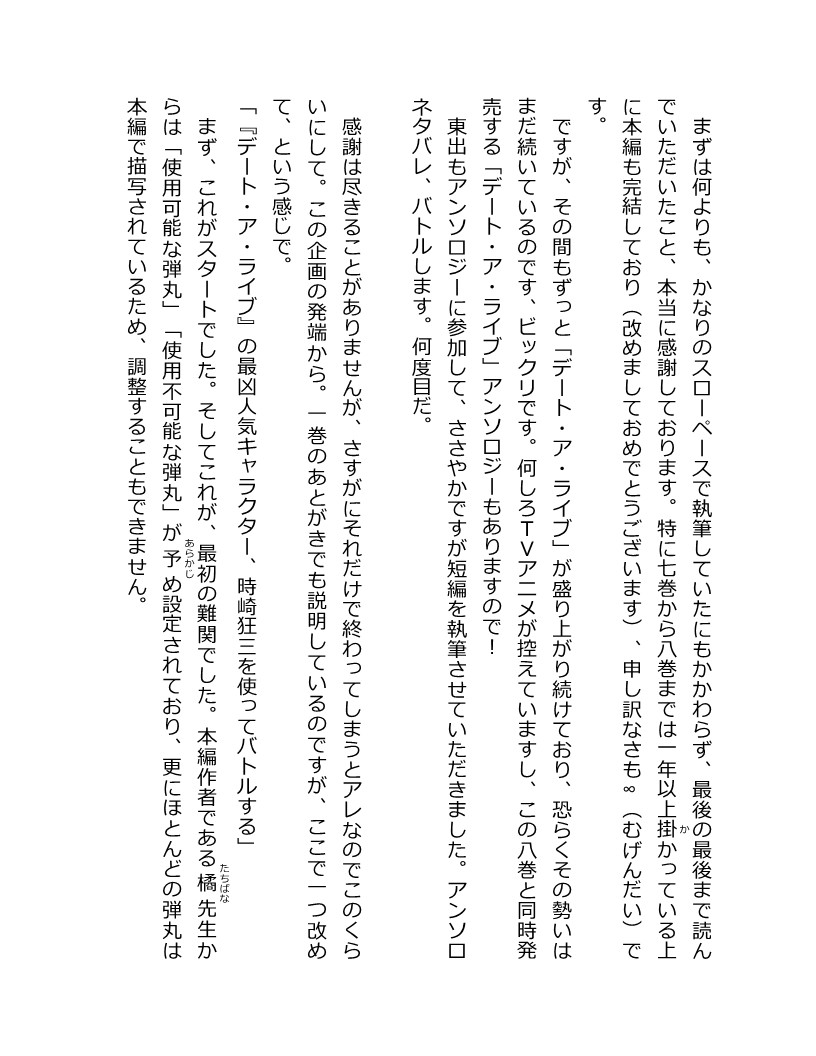 まずは何よりも、かなりのスローペースで執筆していたにもかかわらず、最後の最後まで読ん
でいただいたこと、本当に感謝しております。特に七巻から八巻までは一年以上掛かっている上
に本編も完結しており（改めましておめでとうございます）、申し訳なさも∞（むげんだい）で
す。
ですが、その間もずっと「デート・ア・ライブ」が盛り上がり続けており、恐らくその勢いは
まだ続いているのです、ビックリです。何しろＴＶアニメが控えていますし、この八巻と同時発
売する「デート・ア・ライブ」アンソロジーもありますので！
東出もアンソロジーに参加して、ささやかですが短編を執筆させていただきました。アンソロ
ネタバレ、バトルします。何度目だ。
感謝は尽きることがありませんが、さすがにそれだけで終わってしまうとアレなのでこのくら
いにして。この企画の発端から。一巻のあとがきでも説明しているのですが、ここで一つ改め
て、という感じで。
「『デート・ア・ライブ』の最凶人気キャラクター、時崎狂三を使ってバトルする」
まず、これがスタートでした。そしてこれが、最初の難関でした。本編作者である橘先生か
らは「使用可能な弾丸」「使用不可能な弾丸」が予め設定されており、更にほとんどの弾丸は
本編で描写されているため、調整することもできません。
か
たちばな
あらかじ